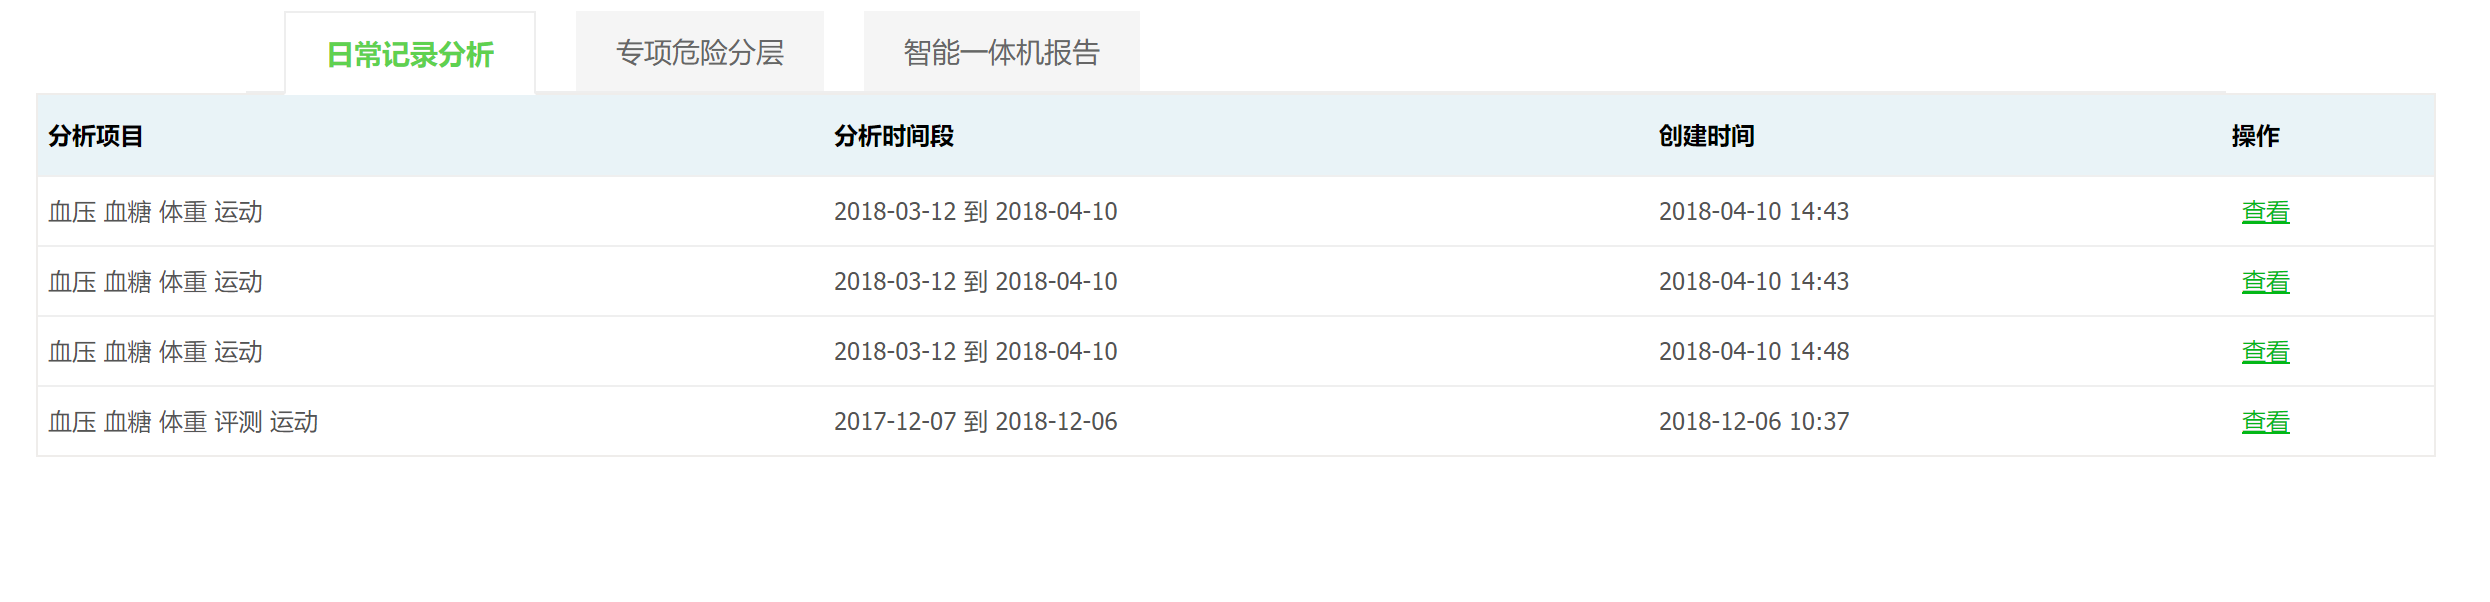 日常记录分析 专项危险分层 智能一体机报告
分析项目 分析时间段 创建时间 操作
血压 血糖 体重 运动 2018-03-12 到 2018-04-10 2018-04-10 14:43 查看
血压 血糖 体重 运动 2018-03-12 到 2018-04-10 2018-04-10 14:43 查看
血压 血糖 体重 运动 2018-03-12 到 2018-04-10 2018-04-10 14:48 查看
血压 血糖 体重 评测 运动 2017-12-07 到 2018-12-06 2018-12-06 10:37 查看